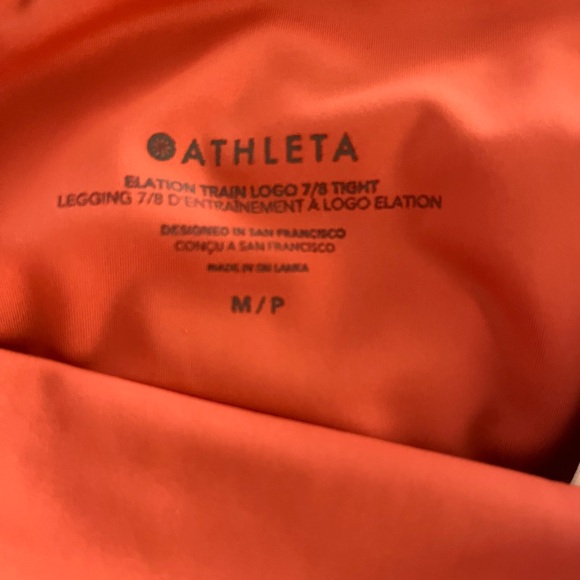 ATHLETA
ELATION TRAIN LOGO 7/8 TIGHT
LEGGING 7/8 D'ENTRAÎNEMENT À LOGO ELATION
DESIGNED IN SAN FRANCISCO
CONÇU A SAN FRANCISCO
MADE IN SRI LANKA
M/P